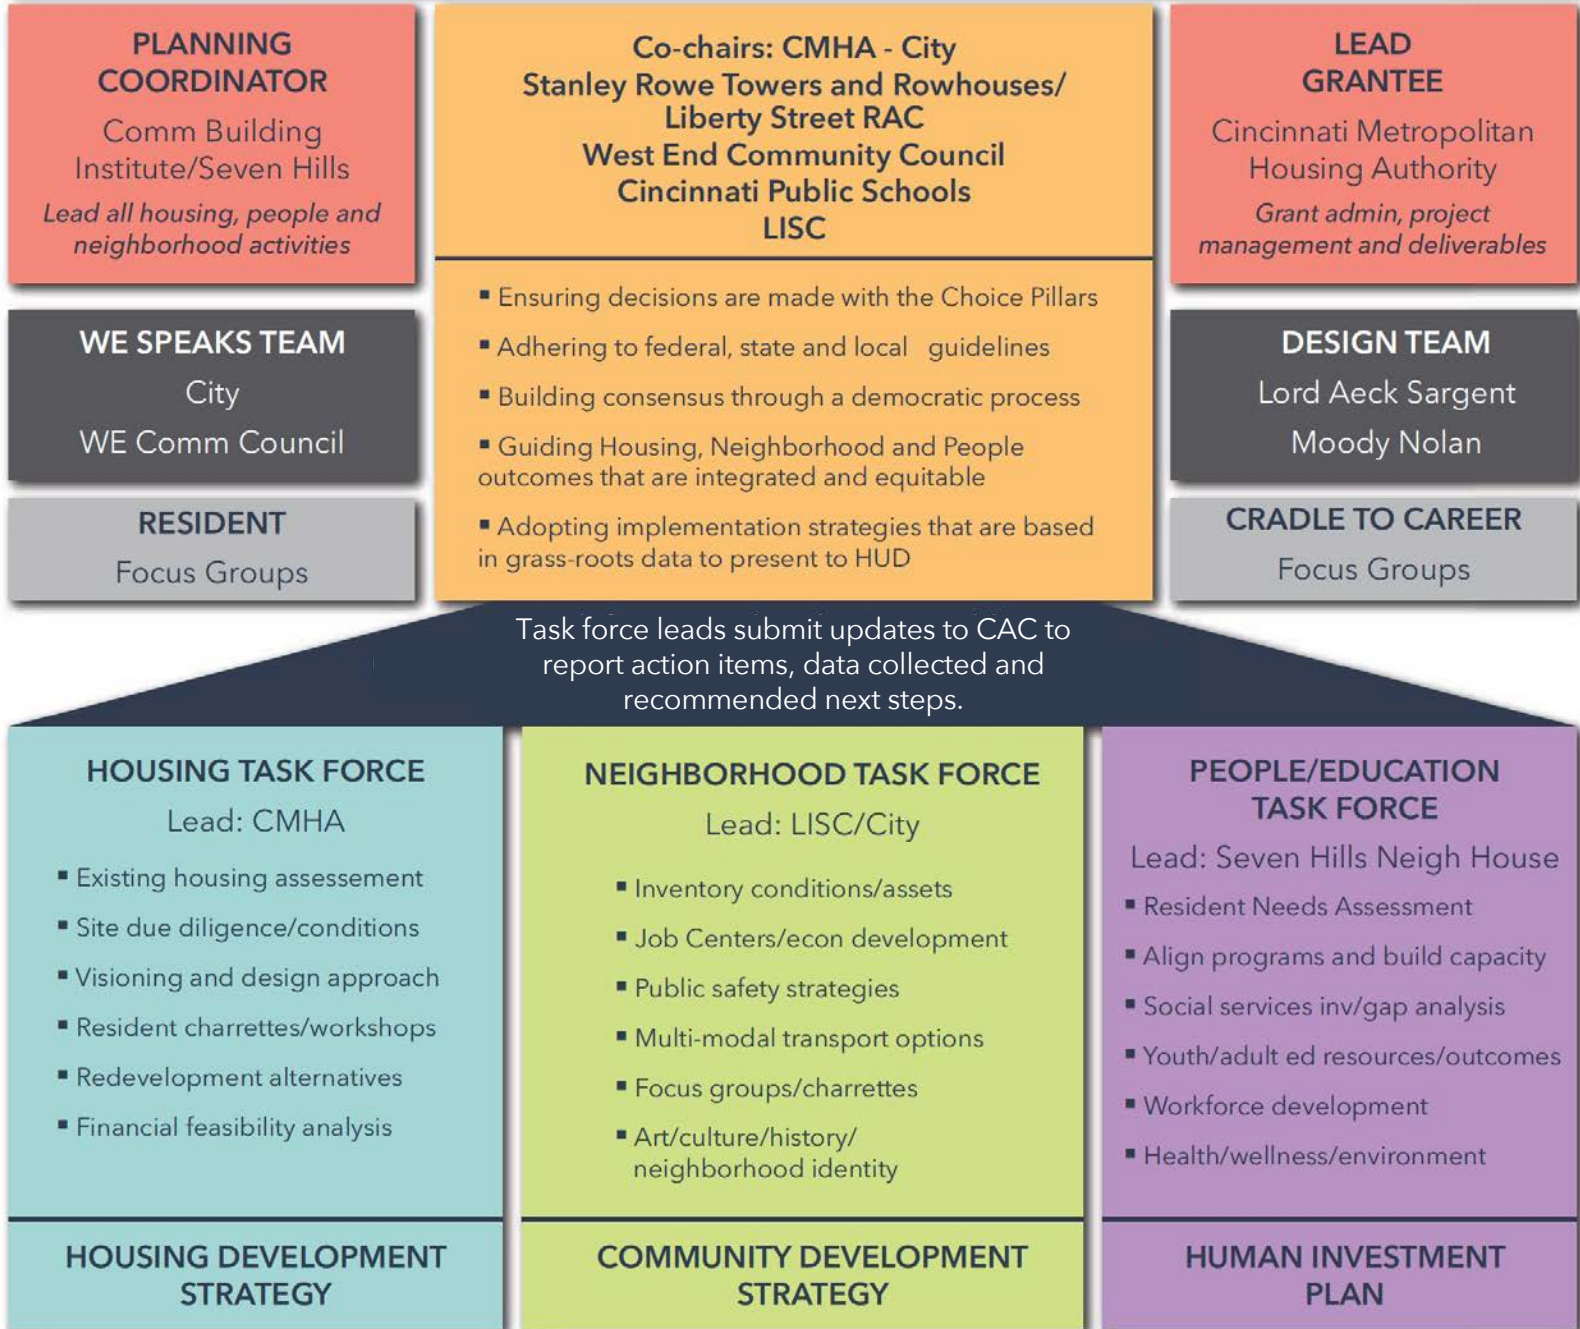 PLANNING
COORDINATOR
Comm Building
Institute/Seven Hills
Lead all housing, people and
neighborhood activities
WE SPEAKS TEAM
City
WE Comm Council
RESIDENT
Focus Groups
Co-chairs: CMHA - City
Stanley Rowe Towers and Rowhouses/
Liberty Street RAC
West End Community Council
Cincinnati Public Schools
LISC
▪ Ensuring decisions are made with the Choice Pillars
▪ Adhering to federal, state and local guidelines
▪ Building consensus through a democratic process
▪ Guiding Housing, Neighborhood and People
outcomes that are integrated and equitable
▪ Adopting implementation strategies that are based
in grass-roots data to present to HUD
LEAD
GRANTEE
Cincinnati Metropolitan
Housing Authority
Grant admin, project
management and deliverables
DESIGN TEAM
Lord Aeck Sargent
Moody Nolan
CRADLE TO CAREER
Focus Groups
Task force leads submit updates to CAC to
report action items, data collected and
recommended next steps.
HOUSING TASK FORCE
Lead: CMHA
▪ Existing housing assessement
▪ Site due diligence/conditions
▪ Visioning and design approach
▪ Resident charrettes/workshops
▪ Redevelopment alternatives
▪ Financial feasibility analysis
HOUSING DEVELOPMENT
STRATEGY
NEIGHBORHOOD TASK FORCE
Lead: LISC/City
▪ Inventory conditions/assets
▪ Job Centers/econ development
▪ Public safety strategies
▪ Multi-modal transport options
▪ Focus groups/charrettes
▪ Art/culture/history/
neighborhood identity
COMMUNITY DEVELOPMENT
STRATEGY
PEOPLE/EDUCATION
TASK FORCE
Lead: Seven Hills Neigh House
▪ Resident Needs Assessment
▪ Align programs and build capacity
▪ Social services inv/gap analysis
▪ Youth/adult ed resources/outcomes
▪ Workforce development
▪ Health/wellness/environment
HUMAN INVESTMENT
PLAN